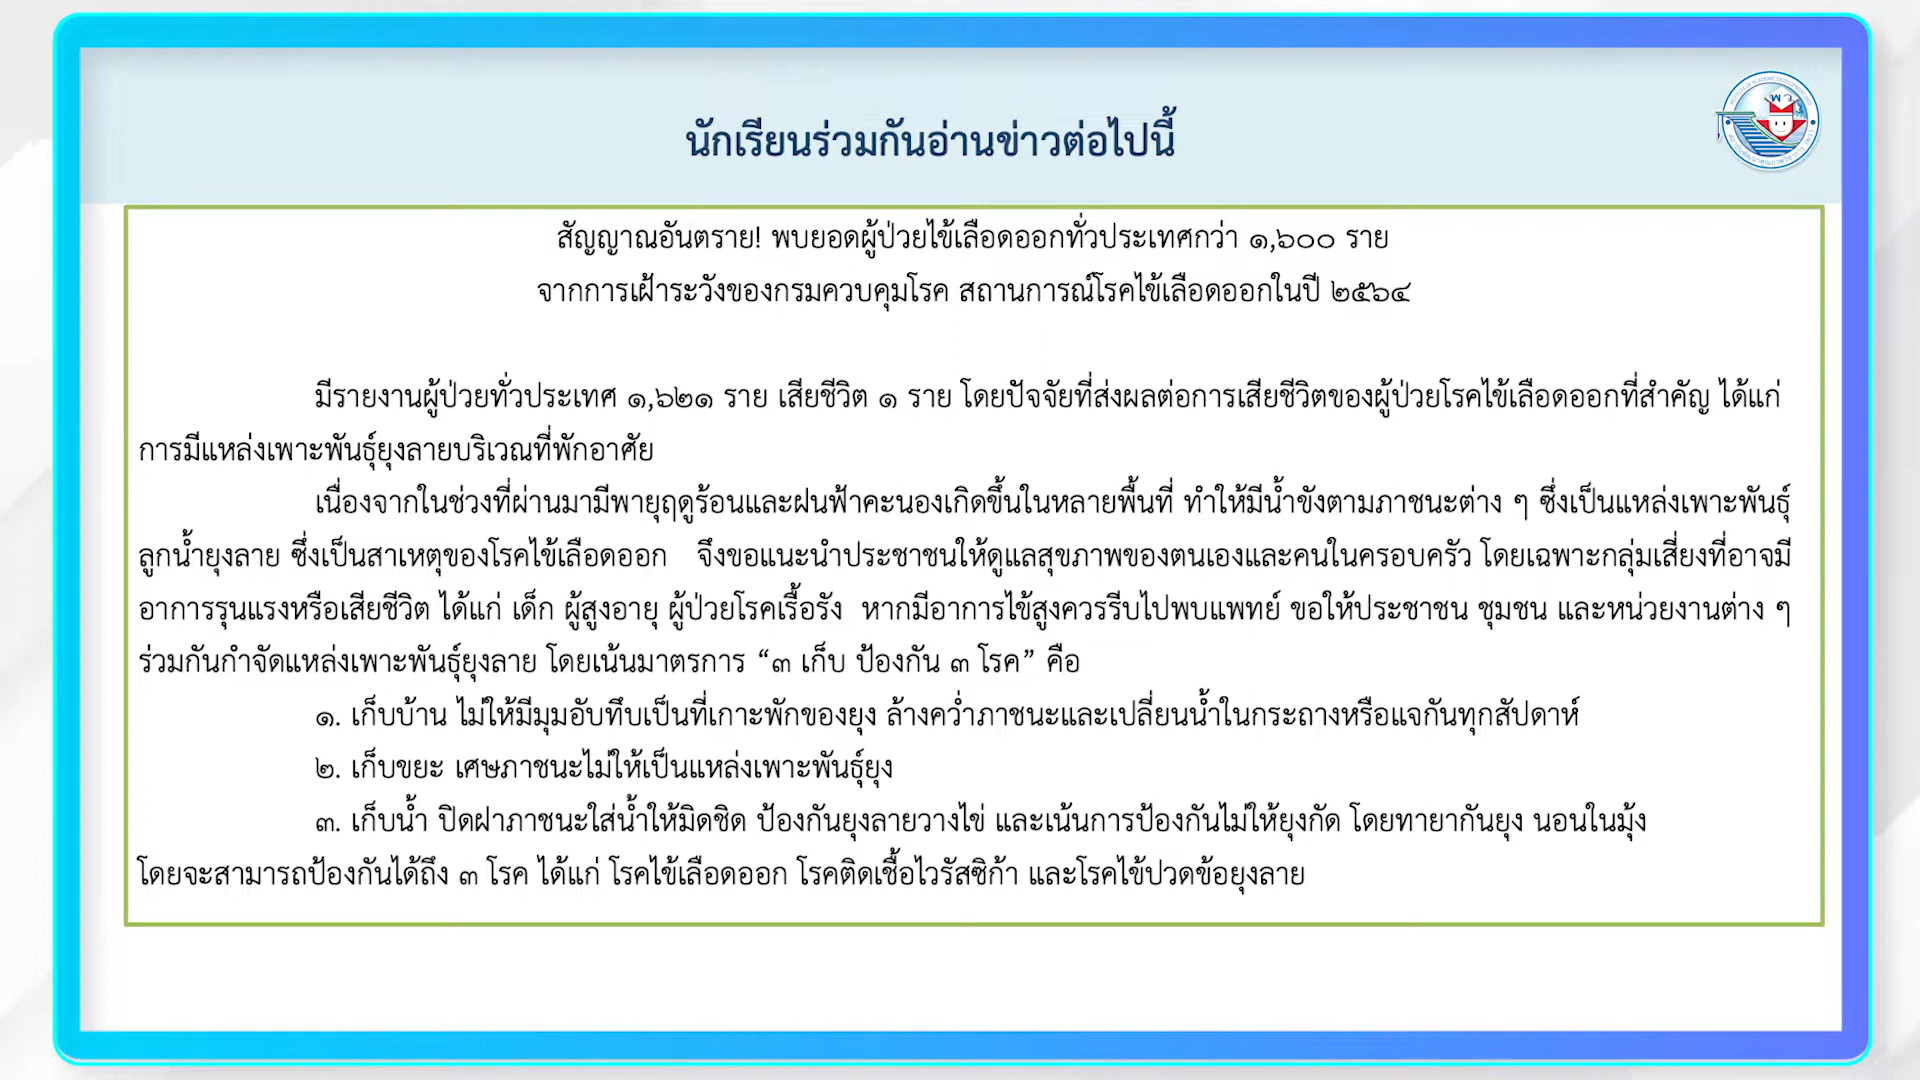 นักเรียนร่วมกันอ่านข่าวต่อไปนี้
พว
สัญญาณอันตราย! พบยอดผู้ป่วยไข้เลือดออกทั่วประเทศกว่า ๑,๖๐๐ ราย
จากการเฝ้าระวังของกรมควบคุมโรค สถานการณ์โรคไข้เลือดออกในปี ๒๕๖๔
มีรายงานผู้ป่วยทั่วประเทศ ๑,๖๒๑ ราย เสียชีวิต ๑ ราย โดยปัจจัยที่ส่งผลต่อการเสียชีวิตของผู้ป่วยโรคไข้เลือดออกที่สำคัญ ได้แก่
การมีแหล่งเพาะพันธุ์ยุงลายบริเวณที่พักอาศัย
เนื่องจากในช่วงที่ผ่านมามีพายุฤดูร้อนและฝนฟ้าคะนองเกิดขึ้นในหลายพื้นที่ ทำให้มีน้ำขังตามภาชนะต่าง ๆ ซึ่งเป็นแหล่งเพาะพันธุ์
ลูกน้ำยุงลาย ซึ่งเป็นสาเหตุของโรคไข้เลือดออก จึงขอแนะนำประชาชนให้ดูแลสุขภาพของตนเองและคนในครอบครัว โดยเฉพาะกลุ่มเสี่ยงที่อาจมี
อาการรุนแรงหรือเสียชีวิต ได้แก่ เด็ก ผู้สูงอายุ ผู้ป่วยโรคเรื้อรัง หากมีอาการไข้สูงควรรีบไปพบแพทย์ ขอให้ประชาชน ชุมชน และหน่วยงานต่าง ๆ
ร่วมกันกำจัดแหล่งเพาะพันธุ์ยุงลาย โดยเน้นมาตรการ “๓ เก็บ ป้องกัน ๓ โรค” คือ
๑. เก็บบ้าน ไม่ให้มีมุมอับทึบเป็นที่เกาะพักของยุง ล้างคว่ำภาชนะและเปลี่ยนน้ำในกระถางหรือแจกันทุกสัปดาห์
๒. เก็บขยะ เศษภาชนะไม่ให้เป็นแหล่งเพาะพันธุ์ยุง
๓. เก็บน้ำ ปิดฝาภาชนะใส่น้ำให้มิดชิด ป้องกันยุงลายวางไข่ และเน้นการป้องกันไม่ให้ยุงกัด โดยทายากันยุง นอนในมุ้ง
โดยจะสามารถป้องกันได้ถึง ๓ โรค ได้แก่ โรคไข้เลือดออก โรคติดเชื้อไวรัสซิก้า และโรคไข้ปวดข้อยุงลาย